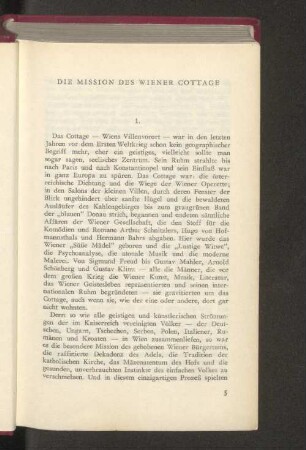 DIE MISSION DES WIENER COTTAGE
I.
Das Cottage — Wiens Villenvorort — war in den letzten
Jahren vor dem Ersten Weltkrieg schon kein geographischer
Begriff mehr, eher ein geistiges, vielleicht sollte man
sogar sagen, seelisches Zentrum. Sein Ruhm strahlte bis
nach Paris und nach Konstantinopel und sein Einfluß war
in ganz Europa zu spüren. Das Cottage war: die öster-
reichische Dichtung und die Wiege der Wiener Operette;
in den Salons der kleinen Villen, durch deren Fenster der
Blick ungehindert über sanfte Hügel und die bewaldeten
Ausläufer des Kahlengebirges bis zum graugrünen Band
der „blauen“ Donau strich, begannen und endeten sämtliche
Affären der Wiener Gesellschaft, die den Stoff für die
Komödien und Romane Arthur Schnitzlers, Hugo von Hof-
mannsthals und Hermann Bahrs abgaben. Hier wurde das
Wiener „Süße Mädel“ geboren und die „Lustige Witwe“,
die Psychoanalyse, die atonale Musik und die moderne
Malerei. Von Sigmund Freud bis Gustav Mahler, Arnold
Schönberg und Gustav Klimt — alle die Männer, die vor
dem großen Krieg die Wiener Kunst, Musik, Literatur,
das Wiener Geistesleben repräsentierten und seinen inter-
nationalen Ruhm begründeten — sie gravitierten um das
Cottage, auch wenn sie, wie der eine oder andere, dort gar
nicht wohnten.
Denn so wie alle geistigen und künstlerischen Strömun-
gen der im Kaiserreich vereinigten Völker — der Deut-
schen, Ungarn, Tschechen, Serben, Polen, Italiener, Ru-
mänen und Kroaten — in Wien zusammenflossen, so war
es die besondere Mission des gehobenen Wiener Bürgertums,
die raffinierte Dekadenz des Adels, die Tradition der
katholischen Kirche, das Mäzenatentum des Hofs und die
gesunden, unverbrauchten Instinkte des einfachen Volkes zu
verschmelzen. Und in diesem einzigartigen Prozeß spielten
5